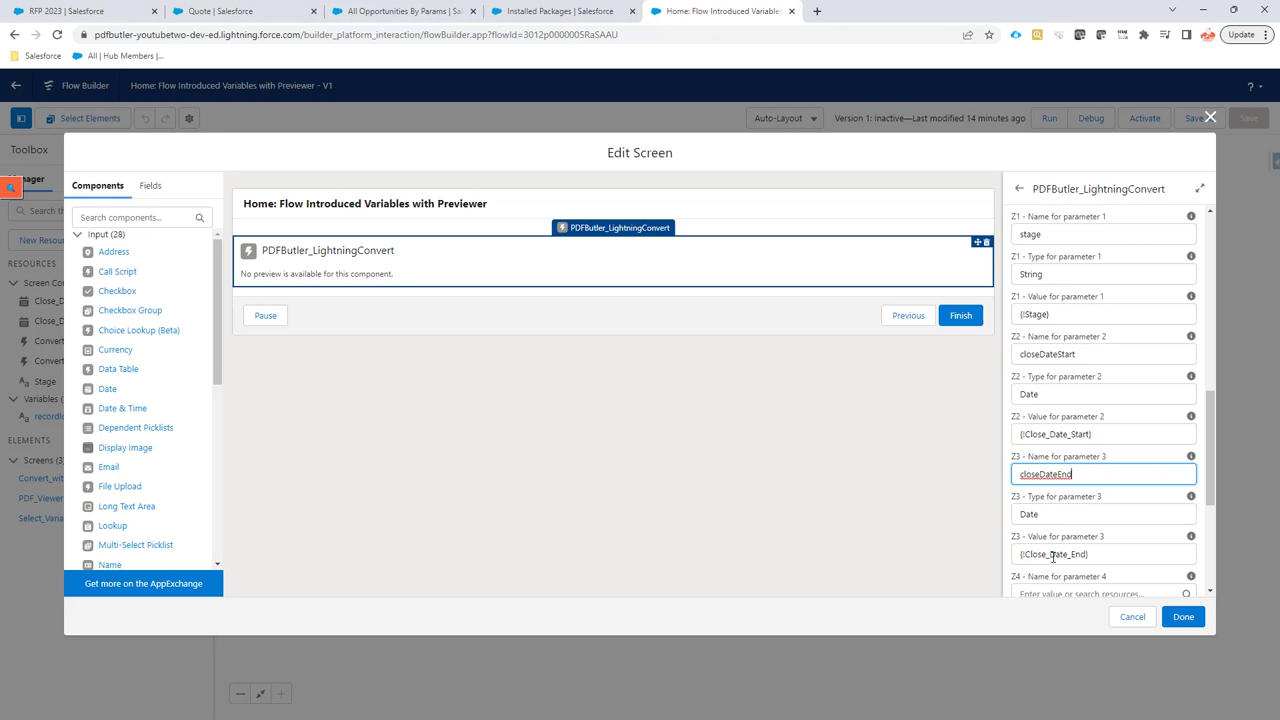 RFP 2023 | Salesforce
Quote | Salesforce
All Opportunities By Params | Sal
Installed Packages | Salesforce
Home: Flow Introduced Variables
pdfbutler-youtubetwo-dev-ed.lightning.force.com/builder_platform_interaction/flowBuilder.app?flowId=3012p0000005RaSAAU
Update
Salesforce
All | Hub Members |...
Flow Builder
Home: Flow Introduced Variables with Previewer - V1
?
Select Elements
Auto-Layout
Version 1: Inactive—Last modified 14 minutes ago
Run
Debug
Activate
Save
Save
Toolbox
Edit Screen
Manager
Search th
New Resou
RESOURCES
Screen Con
Close_D
Close_D
Convert
Convert
Stage
Variables (
recordId
ELEMENTS
Screens (3)
Convert_wit
PDF_Viewer
Select_Varia
Components
Fields
Search components...
Input (28)
Address
Call Script
Checkbox
Checkbox Group
Choice Lookup (Beta)
Currency
Data Table
Date
Date & Time
Dependent Picklists
Display Image
Email
File Upload
Long Text Area
Lookup
Multi-Select Picklist
Name
Get more on the AppExchange
Home: Flow Introduced Variables with Previewer
PDFButler_LightningConvert
PDFButler_LightningConvert
No preview is available for this component.
Pause
Previous
Finish
PDFButler_LightningConvert
Z1 - Name for parameter 1
stage
Z1 - Type for parameter 1
String
Z1 - Value for parameter 1
{!Stage}
Z2 - Name for parameter 2
closeDateStart
Z2 - Type for parameter 2
Date
Z2 - Value for parameter 2
{!Close_Date_Start}
Z3 - Name for parameter 3
closeDateEnd
Z3 - Type for parameter 3
Date
Z3 - Value for parameter 3
{!Close_Date_End}
Z4 - Name for parameter 4
Enter value or search resources...
Cancel
Done